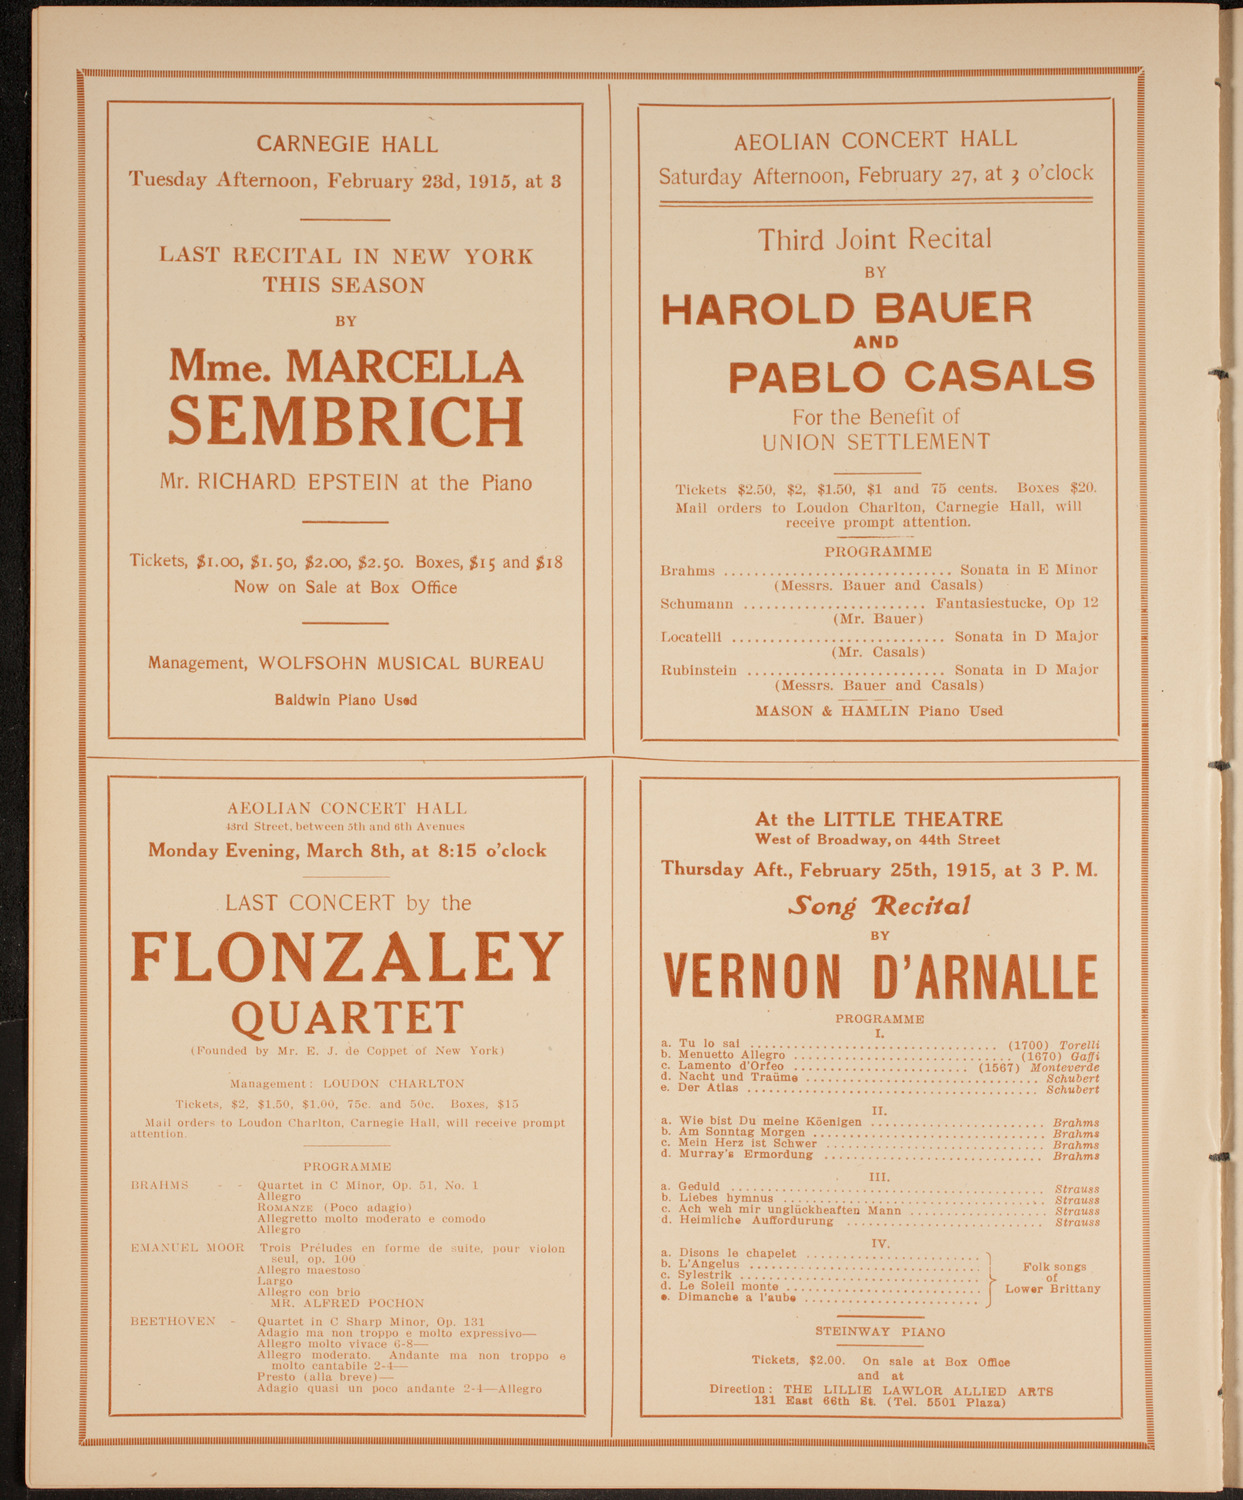 CARNEGIE HALL
Tuesday Afternoon, February 23d, 1915, at 3
LAST RECITAL IN NEW YORK
THIS SEASON
BY
Mme. MARCELLA
SEMBRICH
Mr. RICHARD EPSTEIN at the Piano
Tickets, $1.00, $1.50, $2.00, $2.50. Boxes, $15 and $18
Now on Sale at Box Office
Management, WOLFSOHN MUSICAL BUREAU
Baldwin Piano Used
AEOLIAN CONCERT HALL
Saturday Afternoon, February 27, at 3 o'clock
Third Joint Recital
BY
HAROLD BAUER
AND
PABLO CASALS
For the Benefit of
UNION SETTLEMENT
Tickets $2.50, $2, $1.50, $1 and 75 cents. Boxes $20.
Mail orders to Loudon Charlton, Carnegie Hall, will
receive prompt attention.
PROGRAMME
Brahms .............................. Sonata in E Minor
(Messrs. Bauer and Casals)
Schumann ........................ Fantasiestucke, Op 12
(Mr. Bauer)
Locatelli ............................ Sonata in D Major
(Mr. Casals)
Rubinstein .......................... Sonata in D Major
(Messrs. Bauer and Casals)
MASON & HAMLIN Piano Used
AEOLIAN CONCERT HALL
43rd Street, between 5th and 6th Avenues
Monday Evening, March 8th, at 8:15 o'clock
LAST CONCERT by the
FLONZALEY
QUARTET
(Founded by Mr. E. J. de Coppet of New York)
Management: LOUDON CHARLTON
Tickets, $2, $1.50, $1.00, 75c. and 50c. Boxes, $15
Mail orders to Loudon Charlton, Carnegie Hall, will receive prompt
attention.
PROGRAMME
BRAHMS - - Quartet in C Minor, Op. 51, No. 1
Allegro
ROMANZE (Poco adagio)
Allegretto molto moderato e comodo
Allegro
EMANUEL MOOR Trois Préludes en forme de suite, pour violon
seul, op. 100
Allegro maestoso
Largo
Allegro con brio
MR. ALFRED POCHON
BEETHOVEN - Quartet in C Sharp Minor, Op. 131
Adagio ma non troppo e molto expressivo—
Allegro molto vivace 6-8—
Allegro moderato. Andante ma non troppo e
molto cantabile 2-4—
Presto (alla breve)—
Adagio quasi un poco andante 2-4—Allegro
At the LITTLE THEATRE
West of Broadway, on 44th Street
Thursday Aft., February 25th, 1915, at 3 P. M.
Song Recital
BY
VERNON D'ARNALLE
PROGRAMME
I.
a. Tu lo sai .................................. (1700) Torelli
b. Menuetto Allegro .............................. (1670) Gaffi
c. Lamento d'Orfeo ........................ (1567) Monteverde
d. Nacht und Traüme ................................ Schubert
e. Der Atlas ........................................ Schubert
II.
a. Wie bist Du meine Köenigen ........................ Brahms
b. Am Sonntag Morgen ................................ Brahms
c. Mein Herz ist Schwer .............................. Brahms
d. Murray's Ermordung .............................. Brahms
III.
a. Geduld ............................................ Strauss
b. Liebes hymnus .................................... Strauss
c. Ach weh mir unglückheaften Mann .................. Strauss
d. Heimliche Auffordurung .......................... Strauss
IV.
a. Disons le chapelet ........................
b. L'Angelus ................................
c. Sylestrik ..................................
d. Le Soleil monte ..........................
e. Dimanche a l'aube ........................
Folk songs
of
Lower Brittany
STEINWAY PIANO
Tickets, $2.00. On sale at Box Office
and at
Direction: THE LILLIE LAWLOR ALLIED ARTS
131 East 66th St. (Tel. 5501 Plaza)